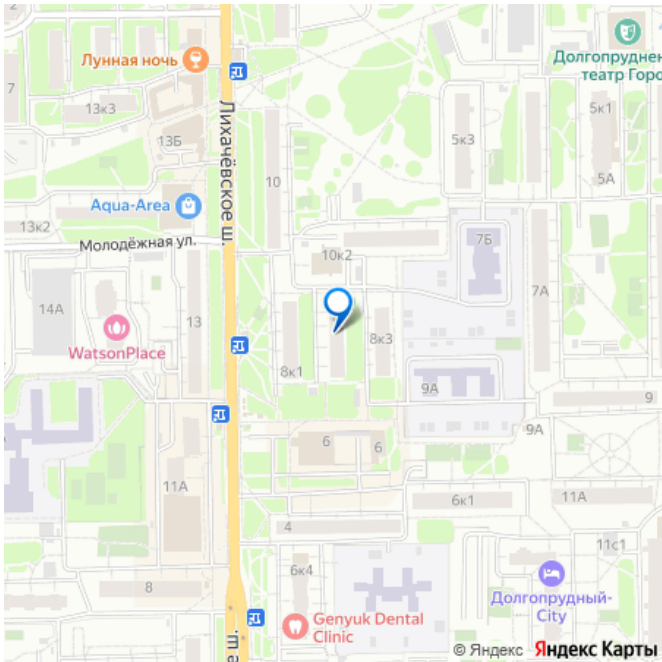 2
Лунная ночь
Долгопруднен
театр Горо
7
13к3
13Б
5к1
5к3
5А
Лихачёвское ш.
10
Aqua-Area
13к2
Молодёжная ул.
10к2
7Б
7А
14А
13
WatsonPlace
8к3
8к1
9А
9
9А
6
6
11А
6к1
11А
4
11с1
6к4
8
Долгопрудный-
City
Genyuk Dental
Clinic
е ш.
© Яндекс Яндекс Карты